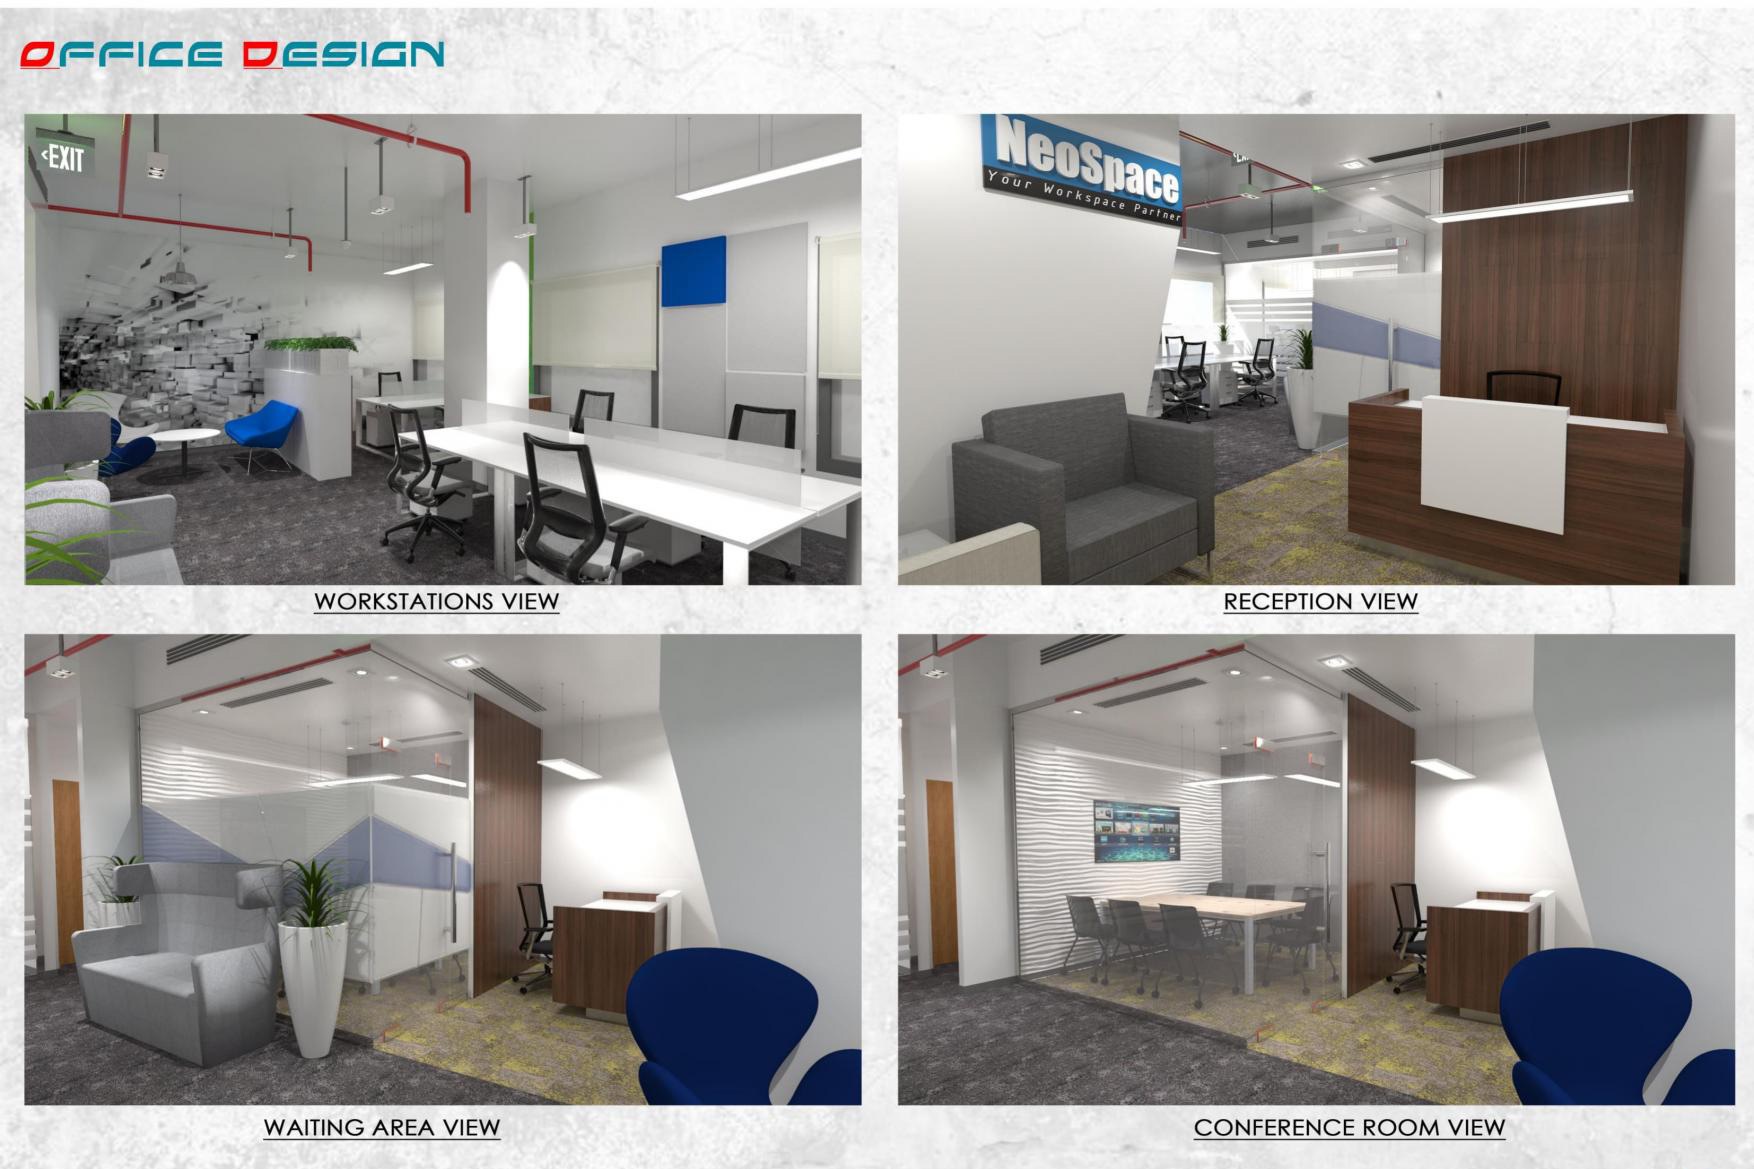 OFFICE DESIGN
<EXIT
NeoSpace
Your Workspace Partner
WORKSTATIONS VIEW
RECEPTION VIEW
WAITING AREA VIEW
CONFERENCE ROOM VIEW